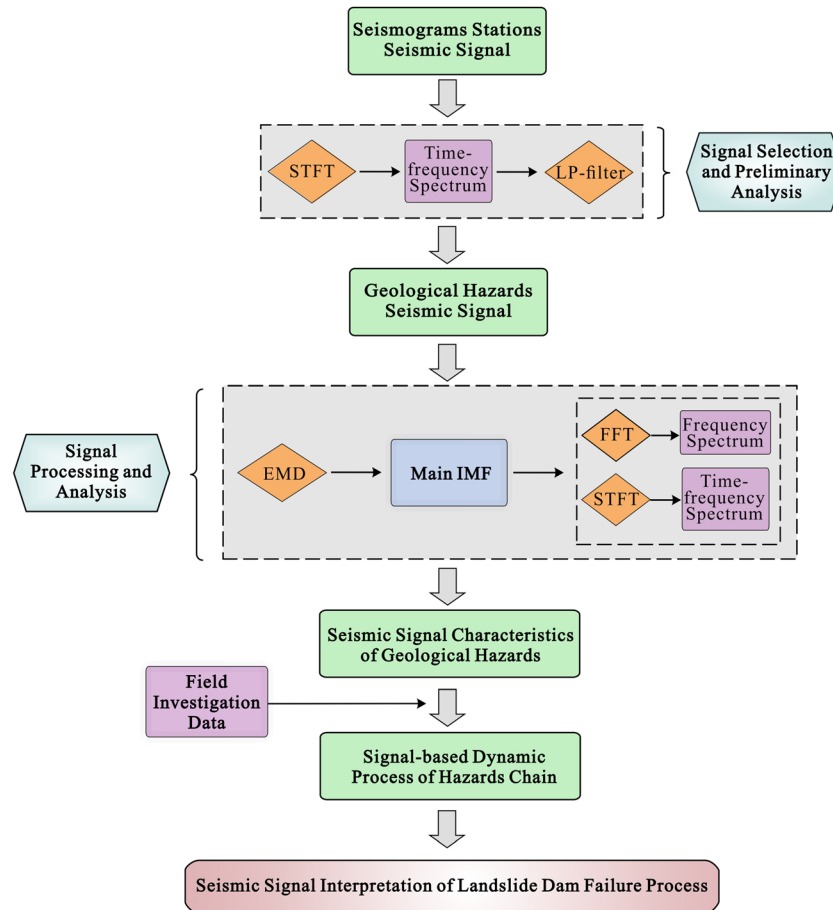 Seismograms Stations
Seismic Signal
STFT
Time-
frequency
Spectrum
LP-filter
Signal Selection
and Preliminary
Analysis
Geological Hazards
Seismic Signal
Signal
Processing and
Analysis
EMD
Main IMF
FFT
Frequency
Spectrum
STFT
Time-
frequency
Spectrum
Seismic Signal Characteristics
of Geological Hazards
Field
Investigation
Data
Signal-based Dynamic
Process of Hazards Chain
Seismic Signal Interpretation of Landslide Dam Failure Process